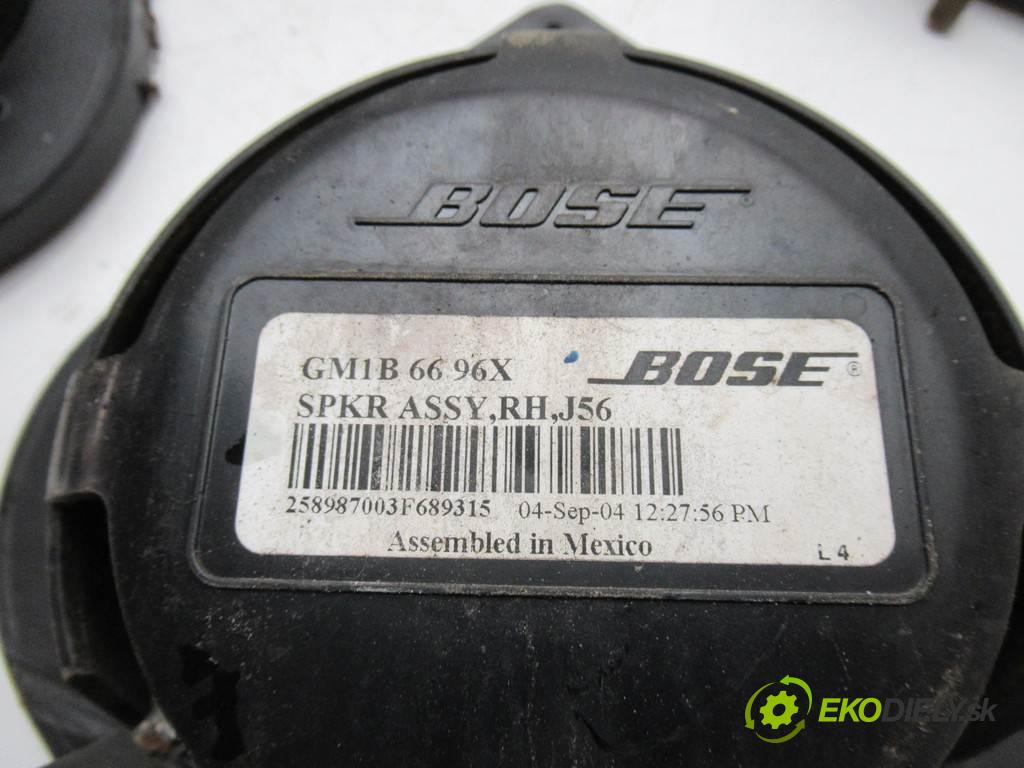 BOSE
GM1B 66 96X BOSE®
SPKR ASSY,RH,J56
258987003F689315 04-Sep-04 12:27:56 PM
Assembled in Mexico
L 4
EKODIELY.sk